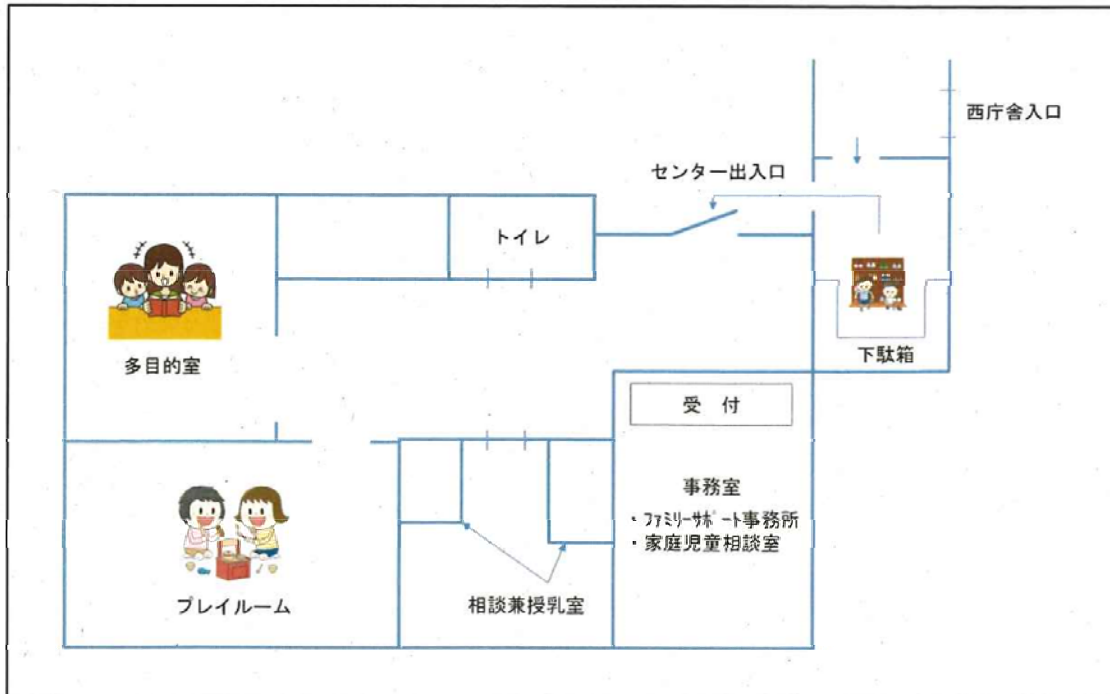 西庁舎入口
センター出入口
トイレ
多目的室
下駄箱
受　付
事務室
・ﾌｧﾐﾘｰｻﾎﾟｰﾄ事務所
・家庭児童相談室
プレイルーム
相談兼授乳室